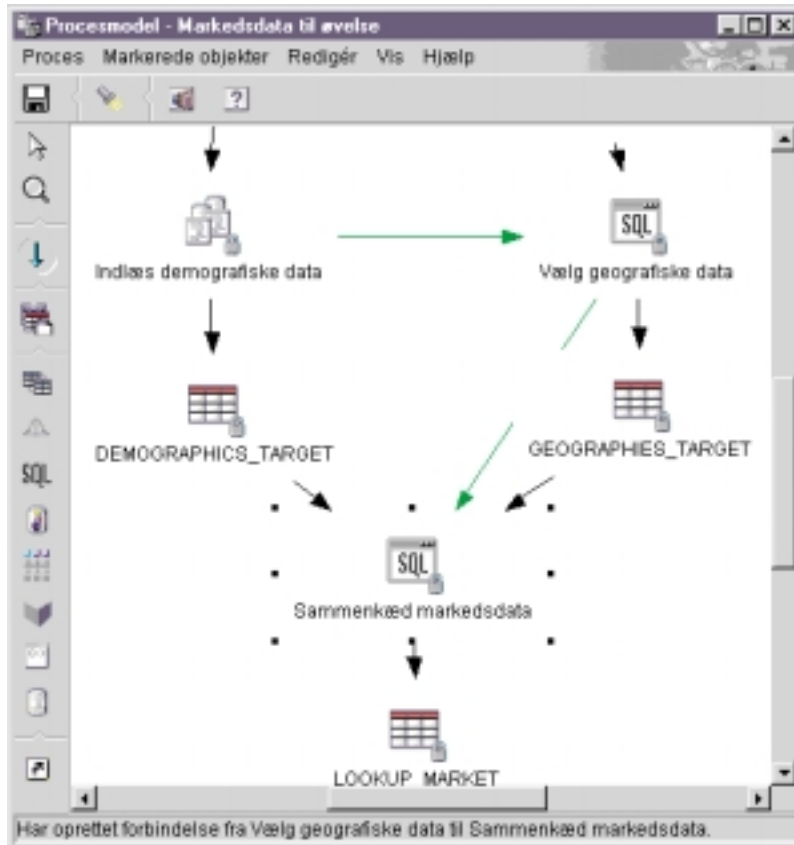 Procesmodel - Markedsdata til øvelse
Proces Markerede objekter Redigér Vis Hjælp
?
SQL
Indlæs demografiske data
Vælg geografiske data
DEMOGRAPHICS_TARGET
GEOGRAPHIES_TARGET
SQL
SQL
Sammenkæd markedsdata
LOOKUP_MARKET
Har oprettet forbindelse fra Vælg geografiske data til Sammenkæd markedsdata.